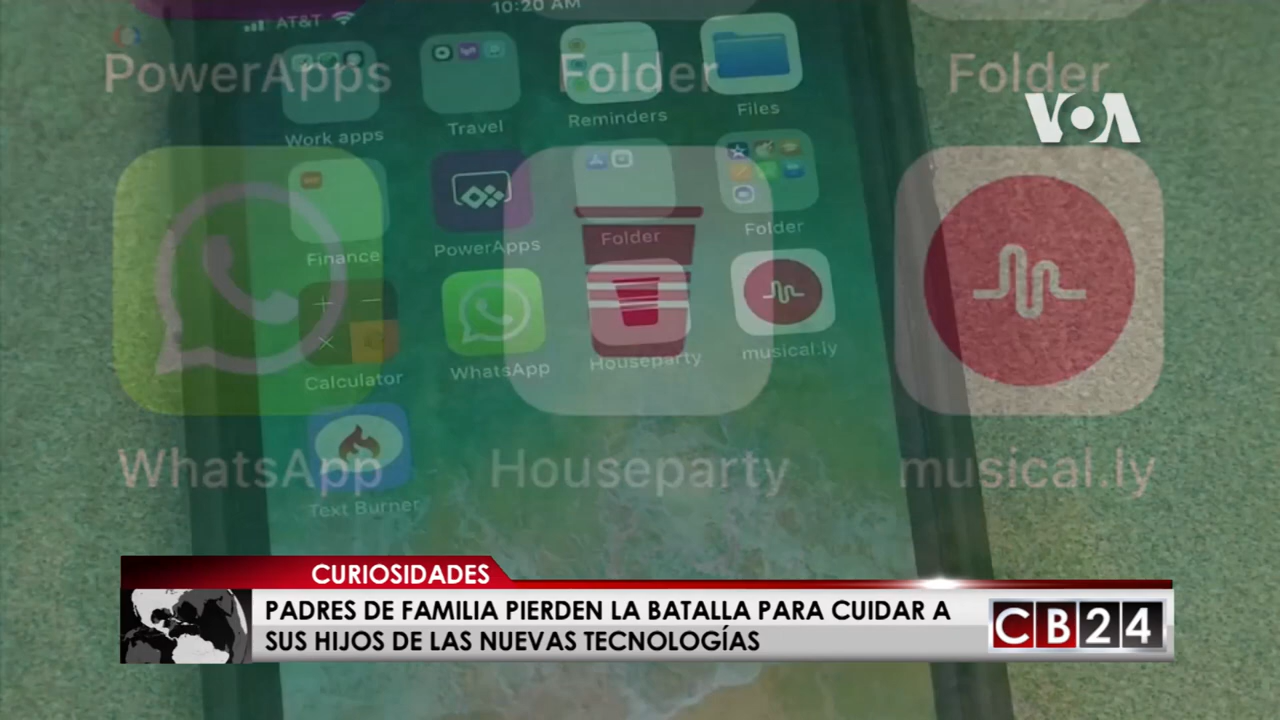 AT&T
10:20 AM
PowerApps
Folder
Folder
VOA
Work apps
Travel
Reminders
Files
Finance
PowerApps
Folder
Folder
Calculator
WhatsApp
Houseparty
musical.ly
WhatsApp
Houseparty
musical.ly
Text Burner
CURIOSIDADES
PADRES DE FAMILIA PIERDEN LA BATALLA PARA CUIDAR A
SUS HIJOS DE LAS NUEVAS TECNOLOGÍAS
CB24